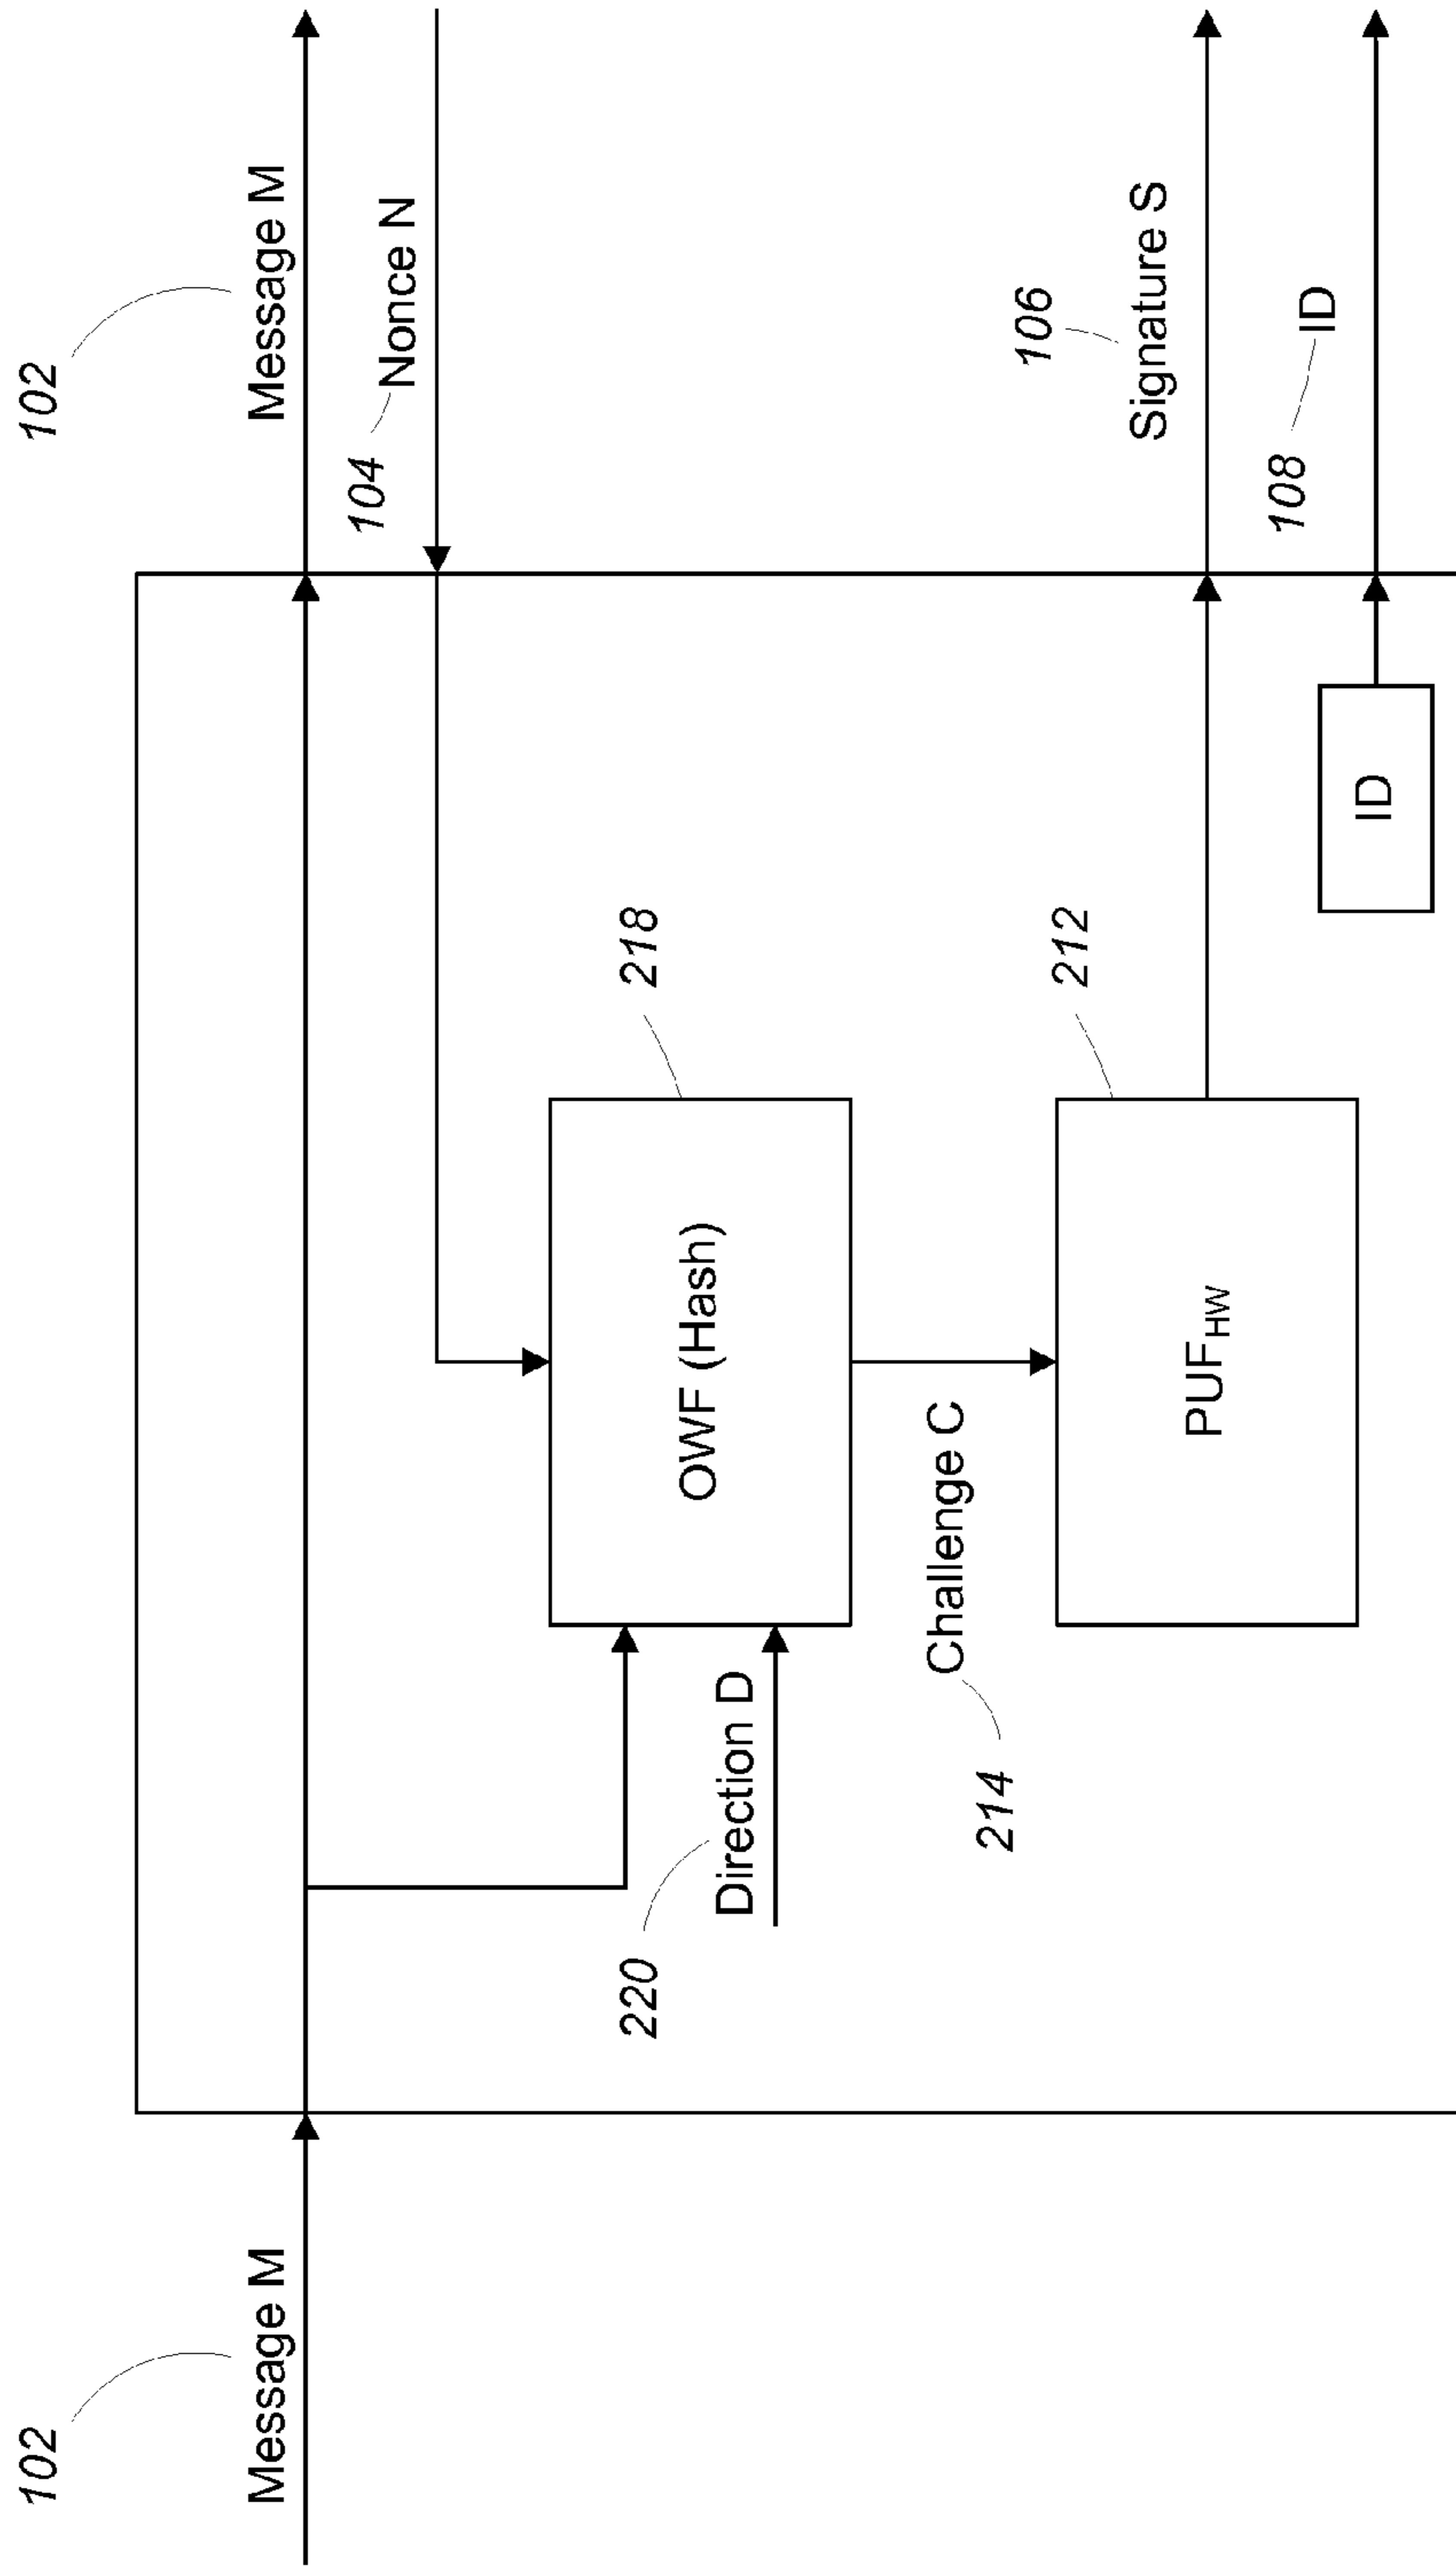 102
Message M
102
Message M
104
Nonce N
218
OWF (Hash)
220
Direction D
Challenge C
214
212
PUF_HW
106
Signature S
108
ID
ID